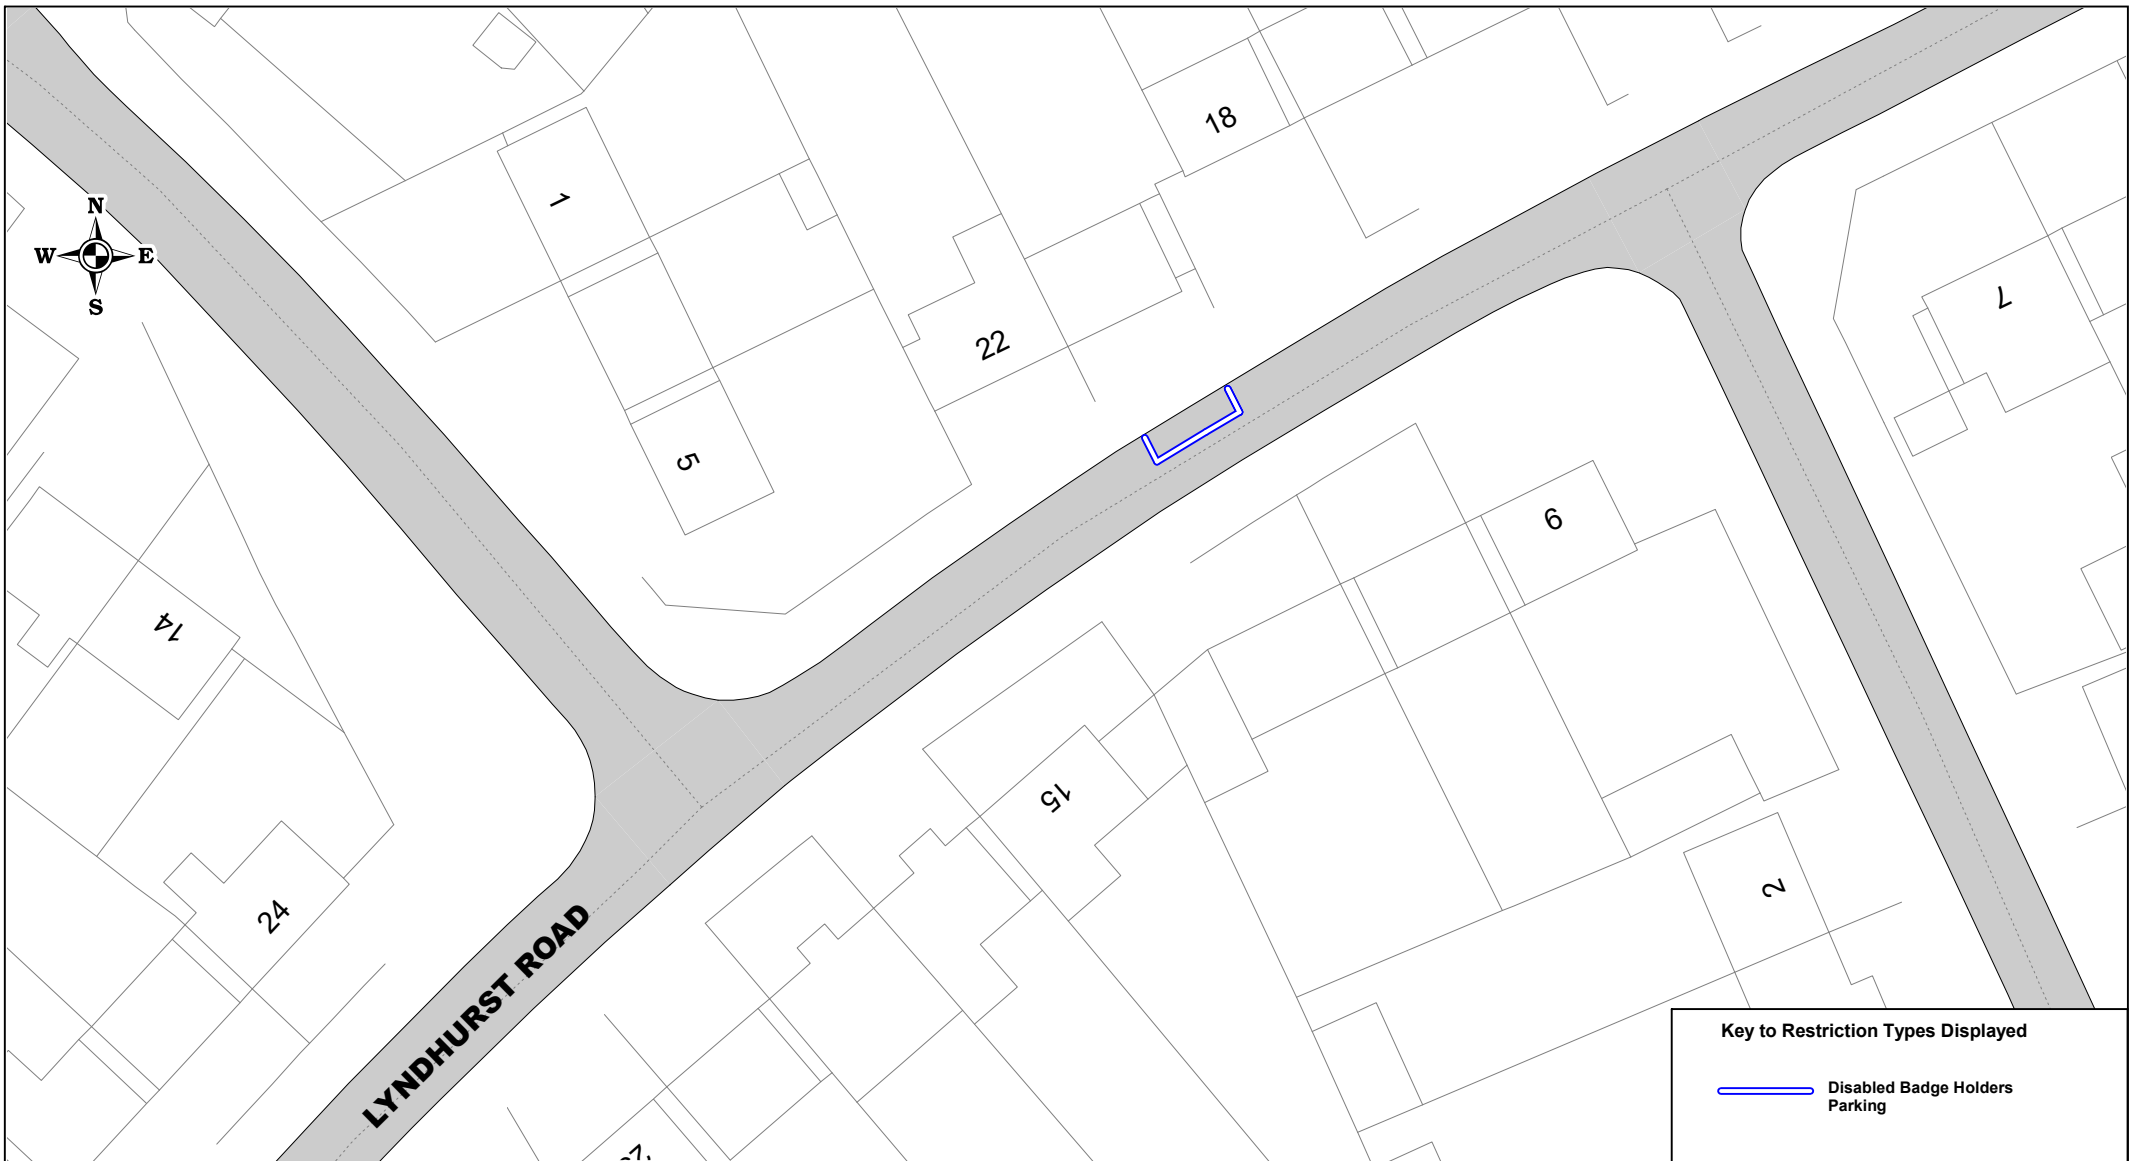 18
1
N
W E
S
7
22
5
9
14
15
2
24
LYNDHURST ROAD
Key to Restriction Types Displayed
Disabled Badge Holders
Parking